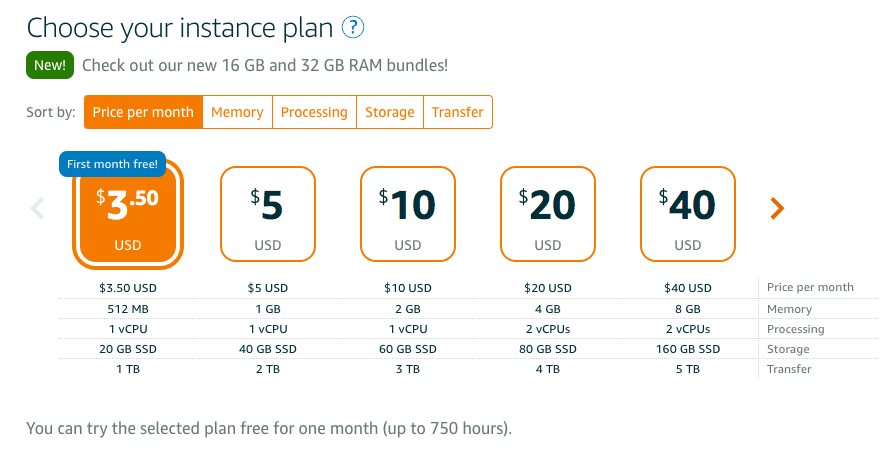 Choose your instance plan ?
New! Check out our new 16 GB and 32 GB RAM bundles!
Sort by: Price per month Memory Processing Storage Transfer
First month free!
$3.50 $5 $10 $20 $40
USD USD USD USD USD
$3.50 USD $5 USD $10 USD $20 USD $40 USD Price per month
512 MB 1 GB 2 GB 4 GB 8 GB Memory
1 vCPU 1 vCPU 1 vCPU 2 vCPUs 2 vCPUs Processing
20 GB SSD 40 GB SSD 60 GB SSD 80 GB SSD 160 GB SSD Storage
1 TB 2 TB 3 TB 4 TB 5 TB Transfer
You can try the selected plan free for one month (up to 750 hours).